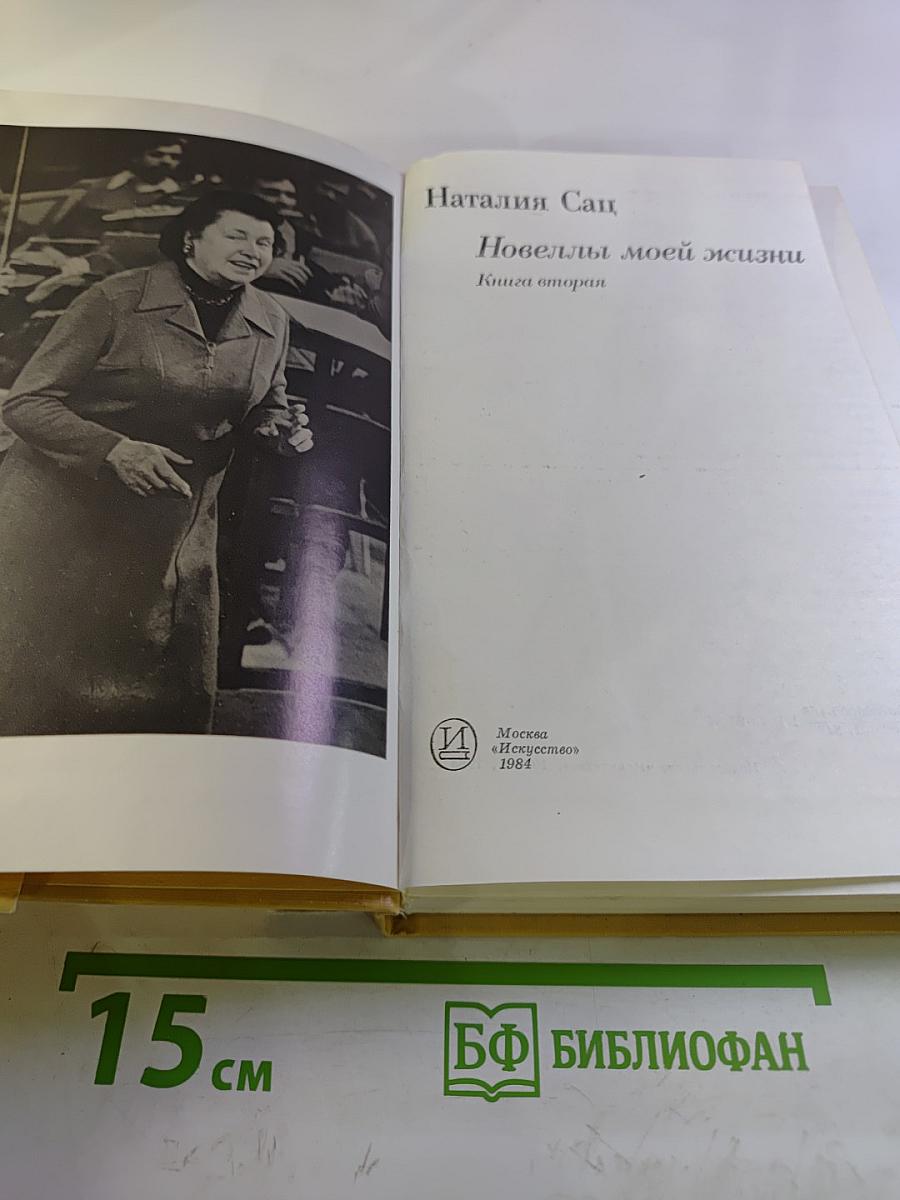 Наталия Сац
Новеллы моей жизни
Книга вторая
И
Москва
«Искусство»
1984
15 см
БФ БИБЛИОФАН